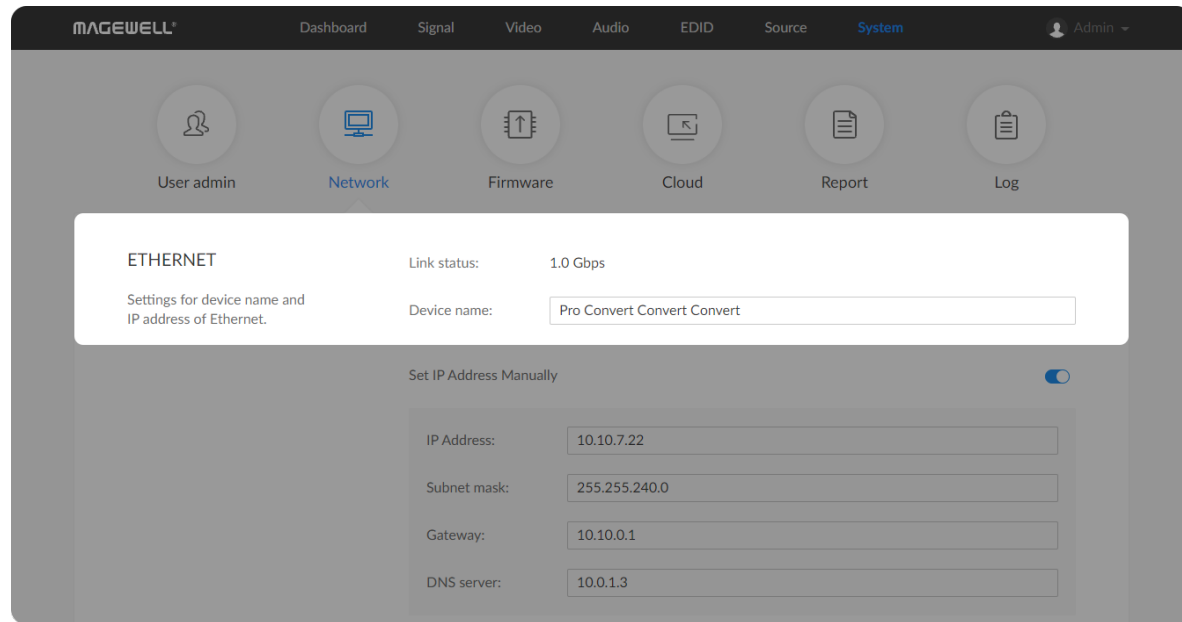 MAGEWELL®
Dashboard Signal Video Audio EDID Source System Admin
User admin Network Firmware Cloud Report Log
ETHERNET
Settings for device name and
IP address of Ethernet.
Link status: 1.0 Gbps
Device name: Pro Convert Convert Convert
Set IP Address Manually
IP Address: 10.10.7.22
Subnet mask: 255.255.240.0
Gateway: 10.10.0.1
DNS server: 10.0.1.3